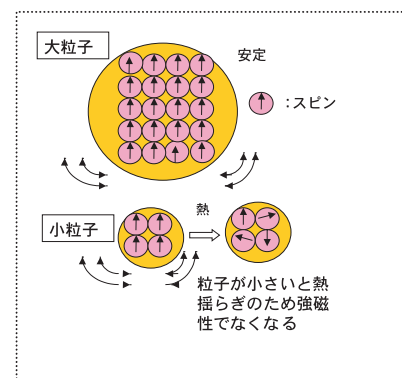 大粒子
安定
：スピン
小粒子
熱
粒子が小さいと熱
揺らぎのため強磁
性でなくなる